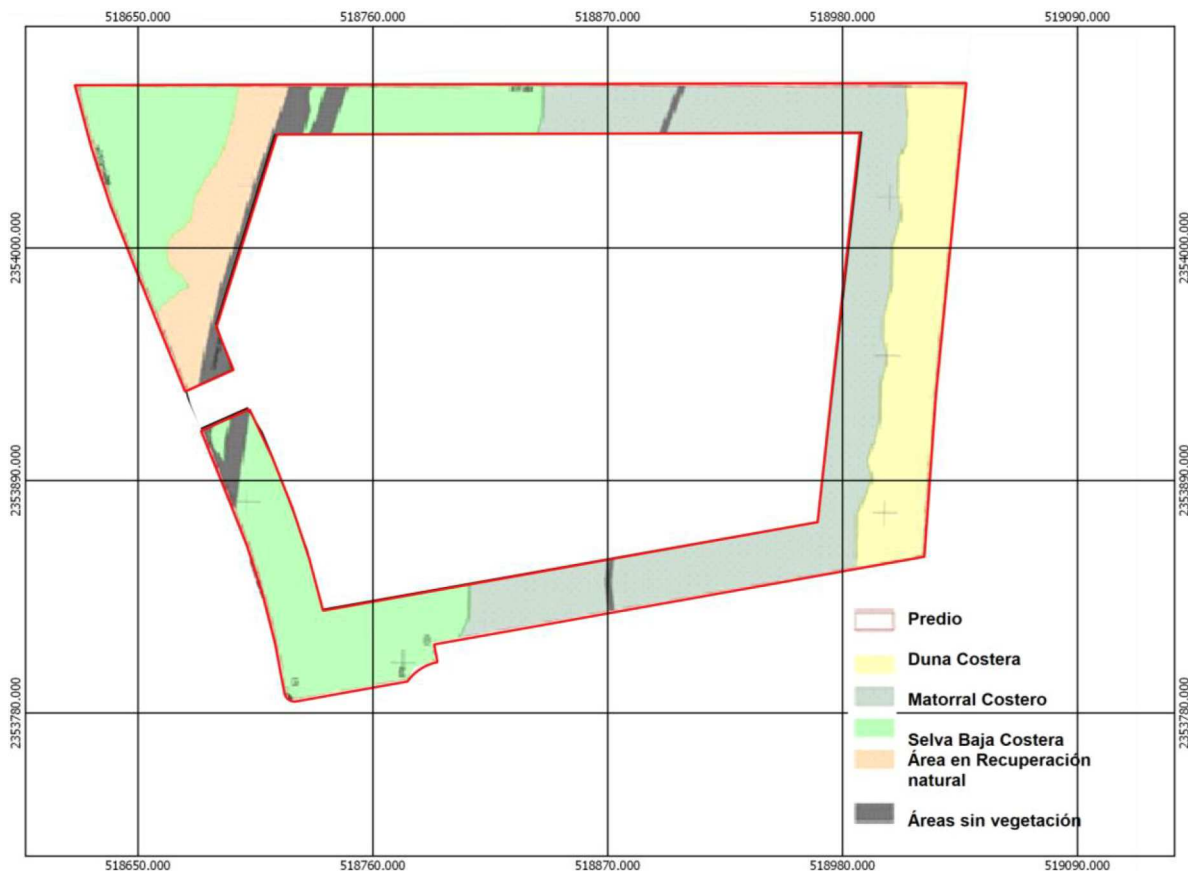 518650.000 518760.000 518870.000 518980.000 519090.000
2354000.000 2354000.000
2353890.000 2353890.000
Predio
Duna Costera
Matorral Costero
2353780.000 2353780.000
Selva Baja Costera
Área en Recuperación
natural
Áreas sin vegetación
518650.000 518760.000 518870.000 518980.000 519090.000